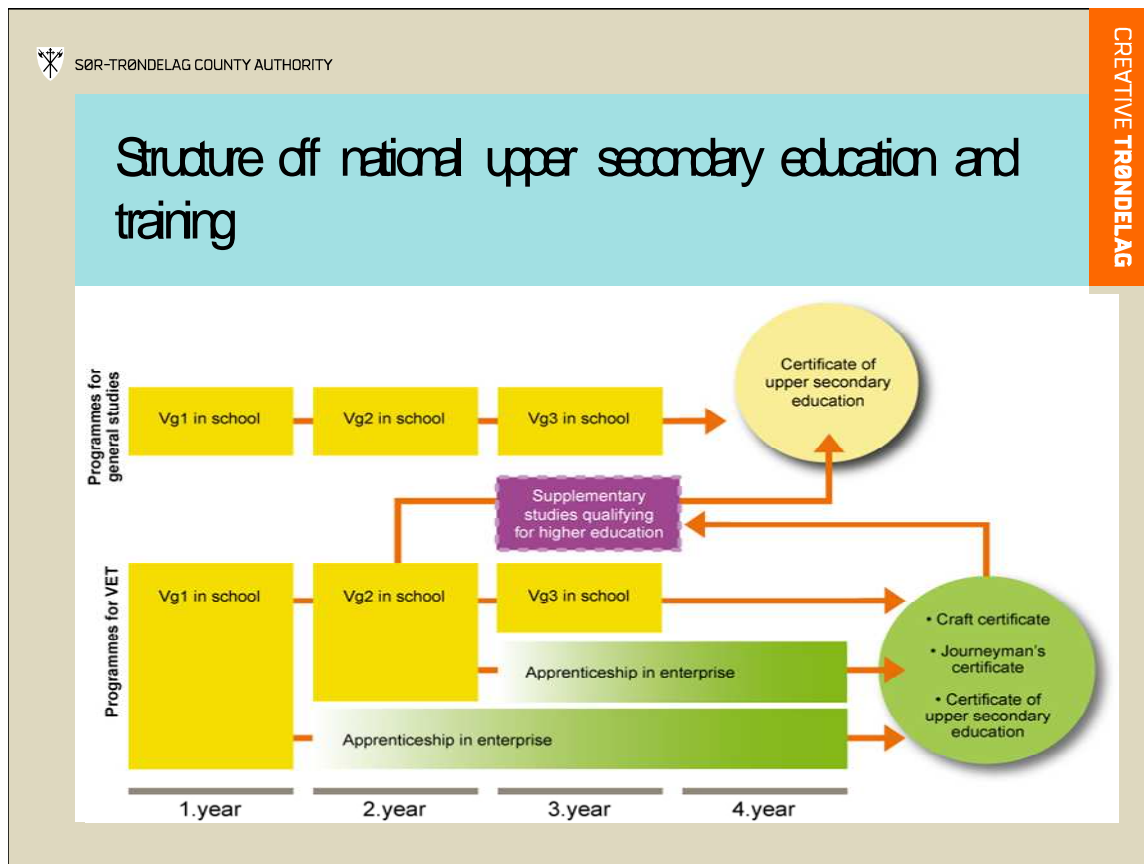 SØR-TRØNDELAG COUNTY AUTHORITY
CREATIVE TRØNDELAG
Structure off national upper secondary education and
training
Programmes for
general studies
Vg1 in school
Vg2 in school
Vg3 in school
Certificate of
upper secondary
education
Supplementary
studies qualifying
for higher education
Programmes for VET
Vg1 in school
Vg2 in school
Vg3 in school
Apprenticeship in enterprise
Apprenticeship in enterprise
• Craft certificate
• Journeyman's
certificate
• Certificate of
upper secondary
education
1.year
2.year
3.year
4.year